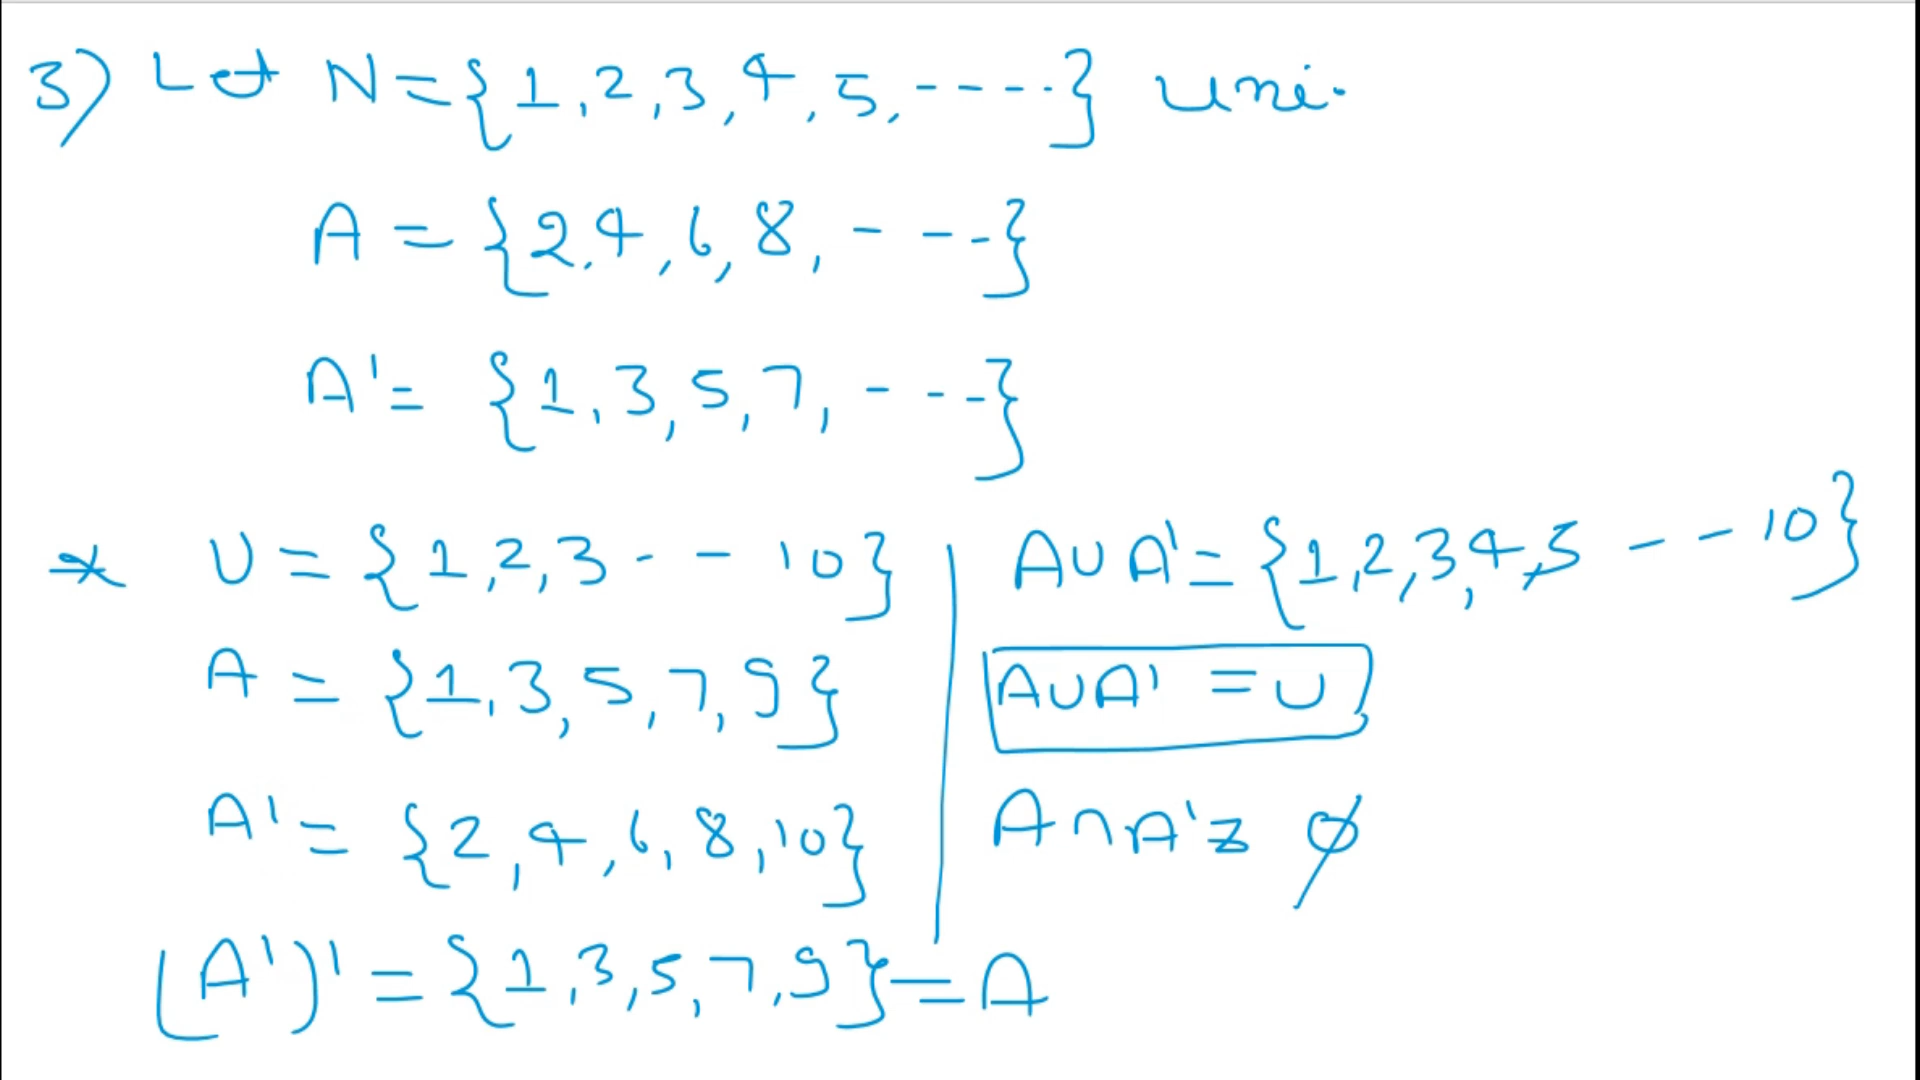 3) Let N={1,2,3,4,5,-----} uni.
A = {2,4,6,8,----}
A'= {1,3,5,7,----}
* U = {1,2,3 - - 10}
A = {1,3,5,7,9}
A' = {2,4,6,8,10}
(A')' = {1,3,5,7,9} = A
A∪A' = {1,2,3,4,5 - - 10}
A∪A' = U
A∩A' = ∅